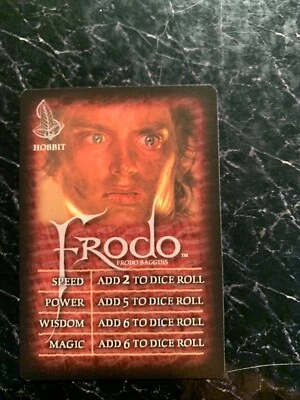 HOBBIT
FRODO™
FRODO BAGGINS
SPEED ADD 2 TO DICE ROLL
POWER ADD 5 TO DICE ROLL
WISDOM ADD 6 TO DICE ROLL
MAGIC ADD 6 TO DICE ROLL